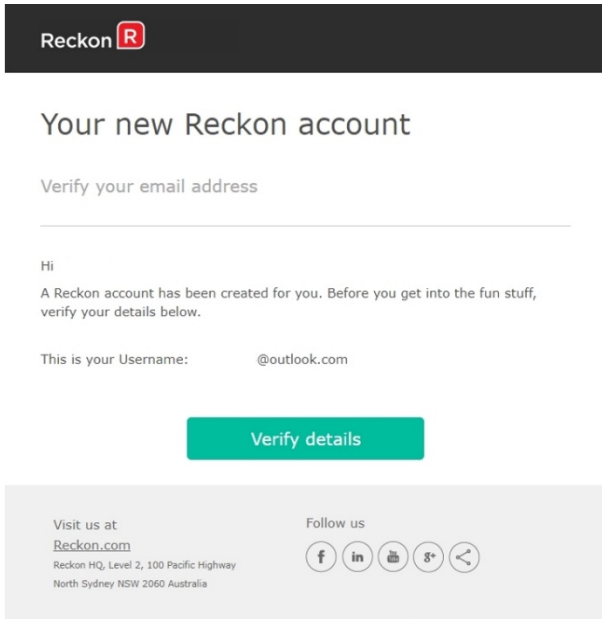 Reckon R
Your new Reckon account
Verify your email address
Hi
A Reckon account has been created for you. Before you get into the fun stuff,
verify your details below.
This is your Username: @outlook.com
Verify details
Visit us at
Reckon.com
Reckon HQ, Level 2, 100 Pacific Highway
North Sydney NSW 2060 Australia
Follow us
f in You Tube g+